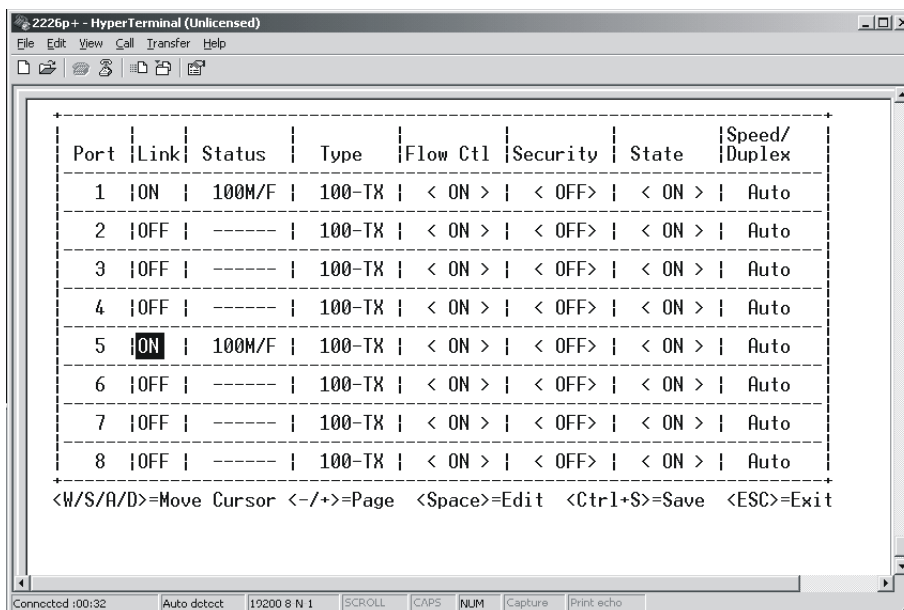 2226p+ - HyperTerminal (Unlicensed)
File Edit View Call Transfer Help
Speed/
Port |Link| Status | Type |Flow Ctl |Security | State |Duplex
1 |ON | 100M/F | 100-TX | < ON > | < OFF> | < ON > | Auto
2 |OFF | ------ | 100-TX | < ON > | < OFF> | < ON > | Auto
3 |OFF | ------ | 100-TX | < ON > | < OFF> | < ON > | Auto
4 |OFF | ------ | 100-TX | < ON > | < OFF> | < ON > | Auto
5 |ON | 100M/F | 100-TX | < ON > | < OFF> | < ON > | Auto
6 |OFF | ------ | 100-TX | < ON > | < OFF> | < ON > | Auto
7 |OFF | ------ | 100-TX | < ON > | < OFF> | < ON > | Auto
8 |OFF | ------ | 100-TX | < ON > | < OFF> | < ON > | Auto
<W/S/A/D>=Move Cursor <-/+>=Page <Space>=Edit <Ctrl+S>=Save <ESC>=Exit
Connected :00:32 Auto detect 19200 8 N 1 SCROLL CAPS NUM Capture Print echo